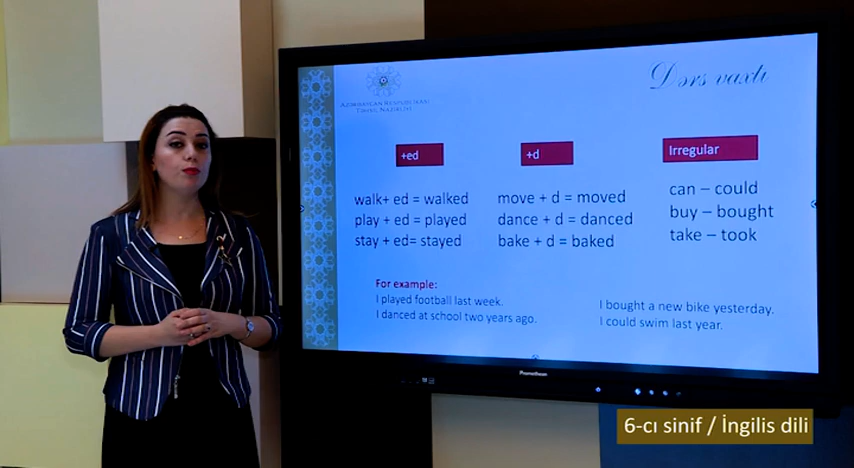 Dərs vaxtı
AZƏRBAYCAN RESPUBLİKASI
TƏHSİL NAZİRLİYİ
+ed
+d
Irregular
walk+ ed = walked
play + ed = played
stay + ed= stayed
move + d = moved
dance + d = danced
bake + d = baked
can – could
buy – bought
take – took
For example:
I played football last week.
I danced at school two years ago.
I bought a new bike yesterday.
I could swim last year.
Promethean
6-cı sinif / İngilis dili